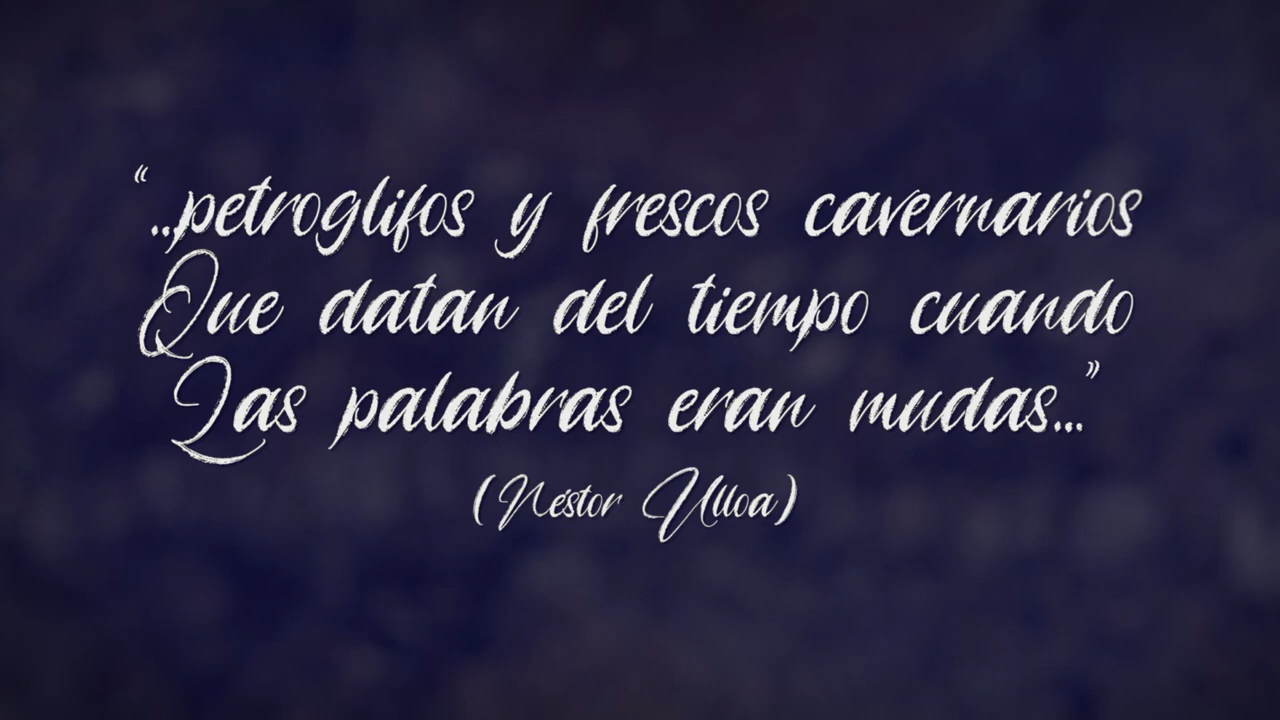 “...petroglifos y frescos cavernarios
Que datan del tiempo cuando
Las palabras eran mudas...”
(Néstor Ulloa)